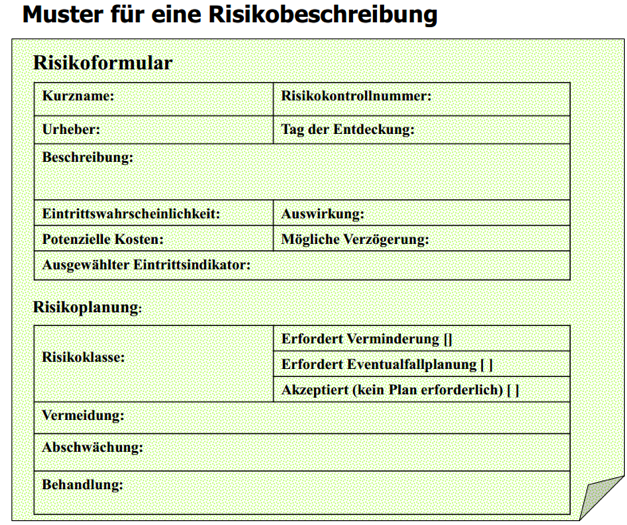 Muster für eine Risikobeschreibung
Risikoformular
Kurzname: Risikokontrollnummer:
Urheber: Tag der Entdeckung:
Beschreibung:
Eintrittswahrscheinlichkeit: Auswirkung:
Potenzielle Kosten: Mögliche Verzögerung:
Ausgewählter Eintrittsindikator:
Risikoplanung:
Risikoklasse:
Erfordert Verminderung []
Erfordert Eventualfallplanung [ ]
Akzeptiert (kein Plan erforderlich) [ ]
Vermeidung:
Abschwächung:
Behandlung: